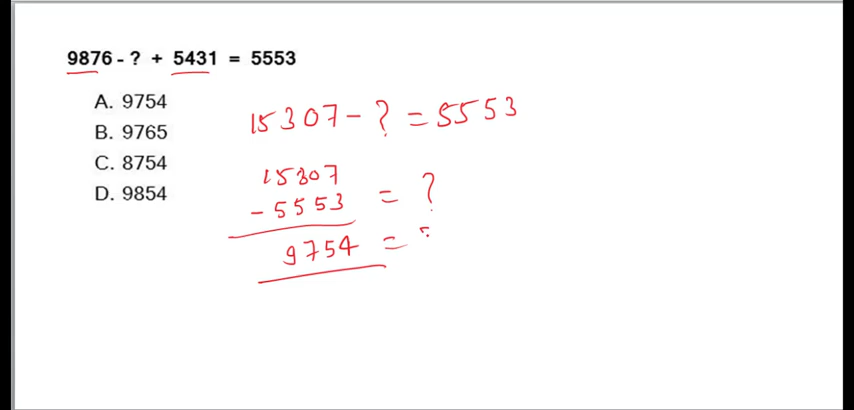 9876 - ? + 5431 = 5553
A. 9754
B. 9765
C. 8754
D. 9854
15307 - ? = 5553
15307
- 5553 = ?
9754 = ?